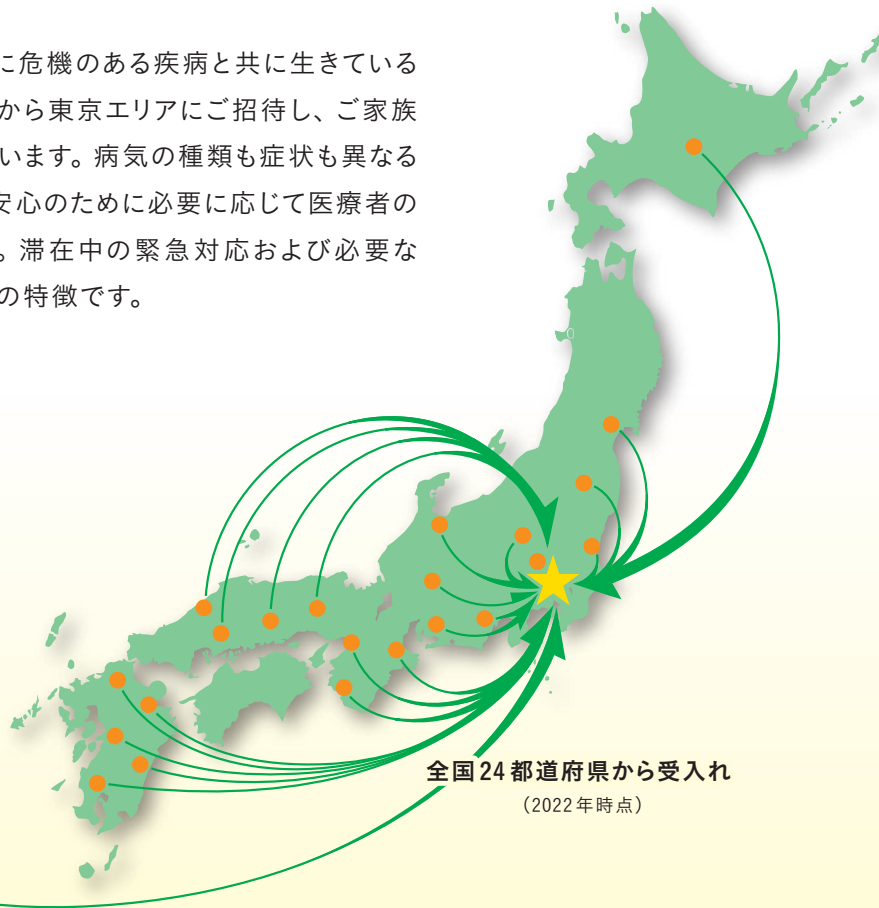 に危機のある疾病と共に生きている
から東京エリアにご招待し、ご家族
います。病気の種類も症状も異なる
安心のために必要に応じて医療者の
。滞在中の緊急対応および必要な
の特徴です。
全国24都道府県から受入れ
（2022年時点）